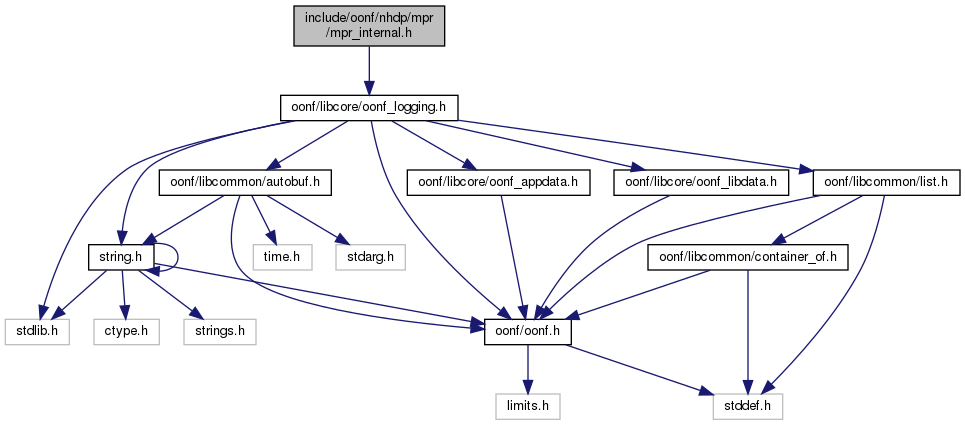 include/oonf/nhdp/mpr
/mpr_internal.h
oonf/libcore/oonf_logging.h
oonf/libcommon/autobuf.h
oonf/libcore/oonf_appdata.h
oonf/libcore/oonf_libdata.h
oonf/libcommon/list.h
string.h
time.h
stdarg.h
oonf/libcommon/container_of.h
stdlib.h
ctype.h
strings.h
oonf/oonf.h
limits.h
stddef.h